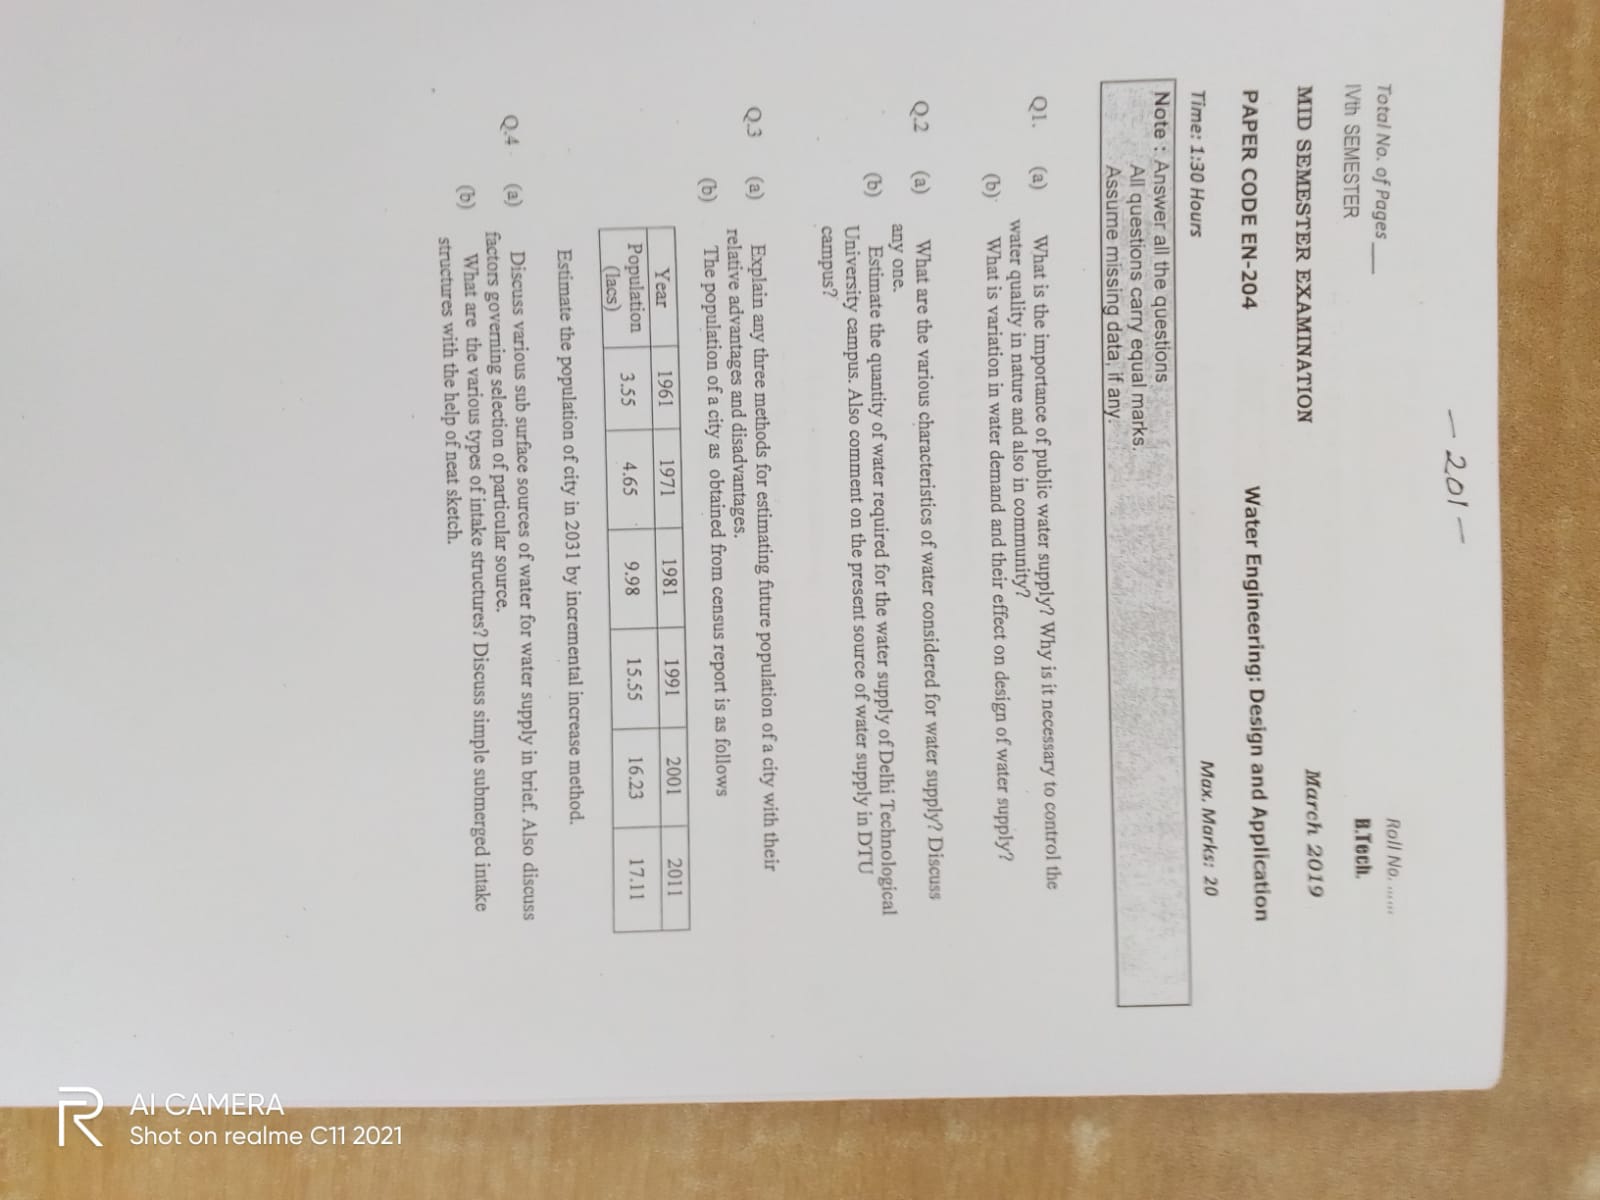 — 201 —
Total No. of Pages ___ Roll No. ......
IVth SEMESTER B.Tech.
MID SEMESTER EXAMINATION March 2019
PAPER CODE EN-204 Water Engineering: Design and Application
Time: 1:30 Hours Max. Marks: 20
Note : Answer all the questions
All questions carry equal marks.
Assume missing data, if any.
Q1. (a) What is the importance of public water supply? Why is it necessary to control the
water quality in nature and also in community?
(b) What is variation in water demand and their effect on design of water supply?
Q.2 (a) What are the various characteristics of water considered for water supply? Discuss
any one.
(b) Estimate the quantity of water required for the water supply of Delhi Technological
University campus. Also comment on the present source of water supply in DTU
campus?
Q.3 (a) Explain any three methods for estimating future population of a city with their
relative advantages and disadvantages.
(b) The population of a city as obtained from census report is as follows
Year 1961 1971 1981 1991 2001 2011
Population 3.55 4.65 9.98 15.55 16.23 17.11
(lacs)
Estimate the population of city in 2031 by incremental increase method.
Q.4 (a) Discuss various sub surface sources of water for water supply in brief. Also discuss
factors governing selection of particular source.
(b) What are the various types of intake structures? Discuss simple submerged intake
structures with the help of neat sketch.
R AI CAMERA
Shot on realme C11 2021